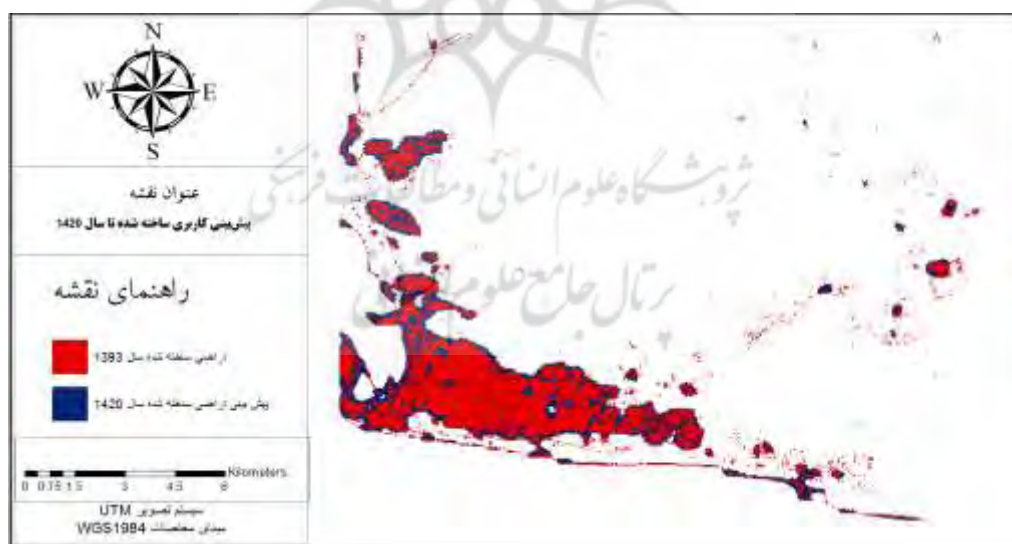 N
W E
S
عنوان نقشه
پیش‌بینی کاربری ساخته شده تا سال 1420
راهنمای نقشه
اراضی ساخته شده سال 1393
پیش بینی اراضی ساخته شده سال 1420
Kilometers
0 0.75 1.5 3 4.5 6
سیستم تصویر UTM
مبدای مختصات WGS1984
پژوهشگاه علوم انسانی و مطالعات فرهنگی
پرتال جامع علوم